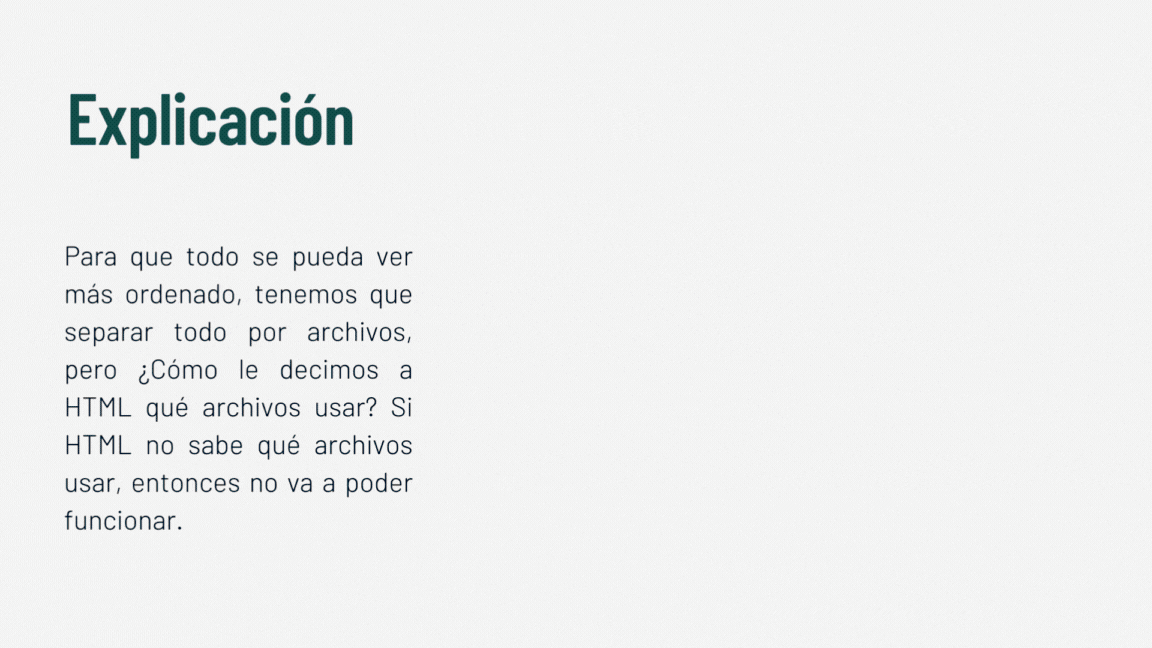 Explicación
Para que todo se pueda ver
más ordenado, tenemos que
separar todo por archivos,
pero ¿Cómo le decimos a
HTML qué archivos usar? Si
HTML no sabe qué archivos
usar, entonces no va a poder
funcionar.